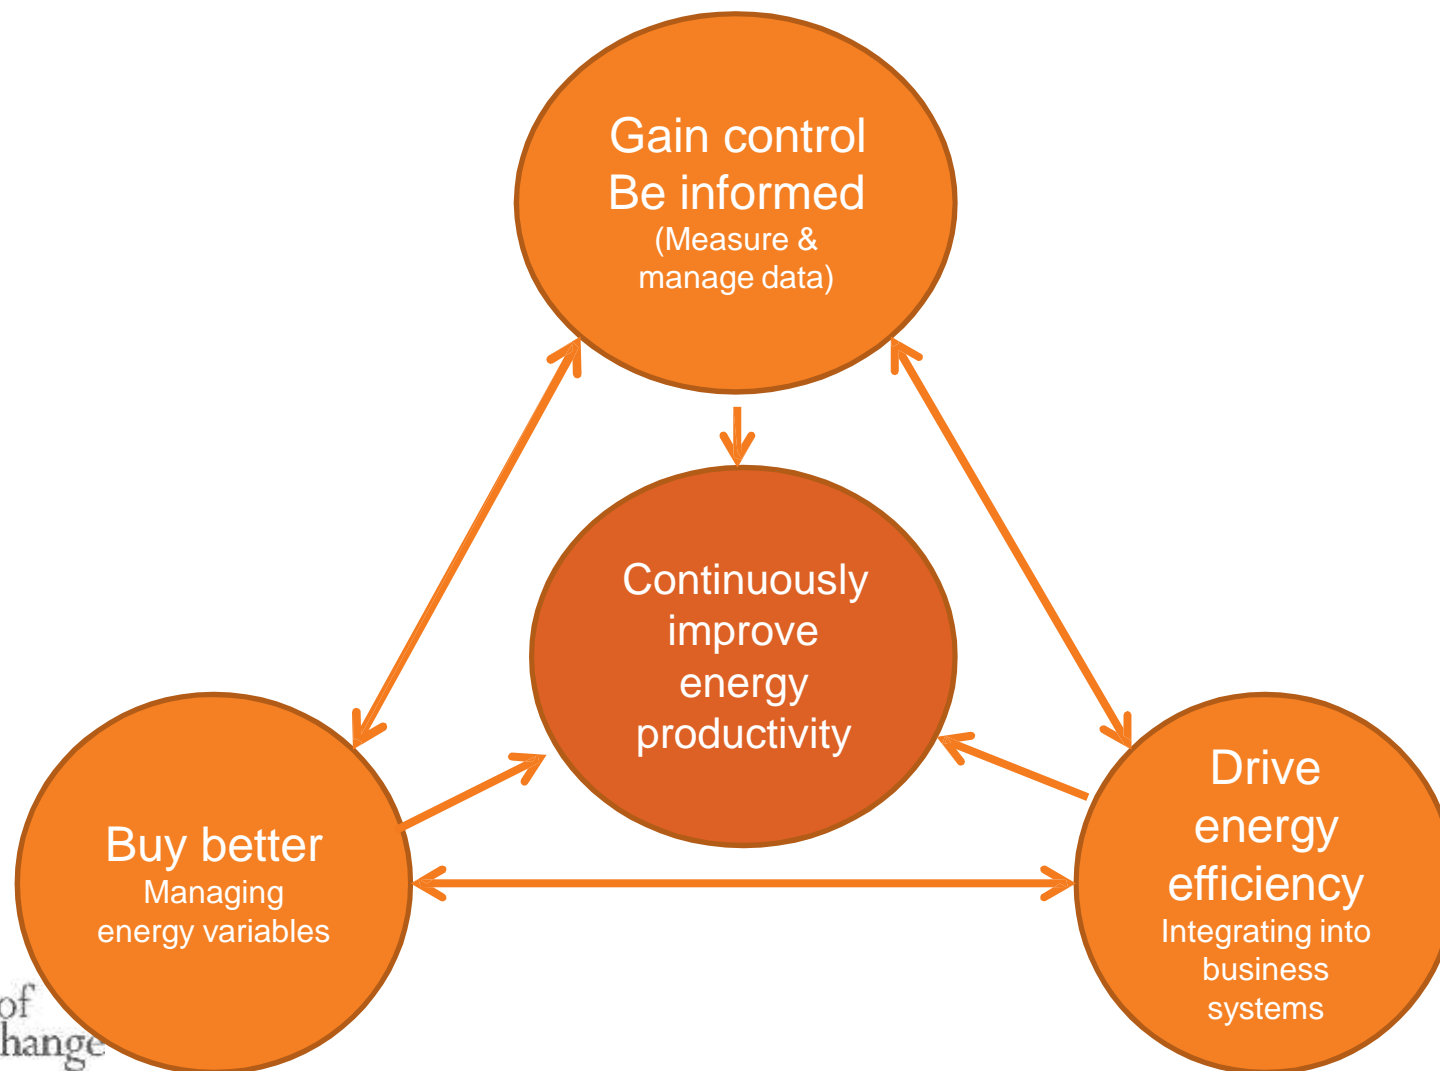 Gain control
Be informed
(Measure &
manage data)
Continuously
improve
energy
productivity
Buy better
Managing
energy variables
Drive
energy
efficiency
Integrating into
business
systems
of
hange